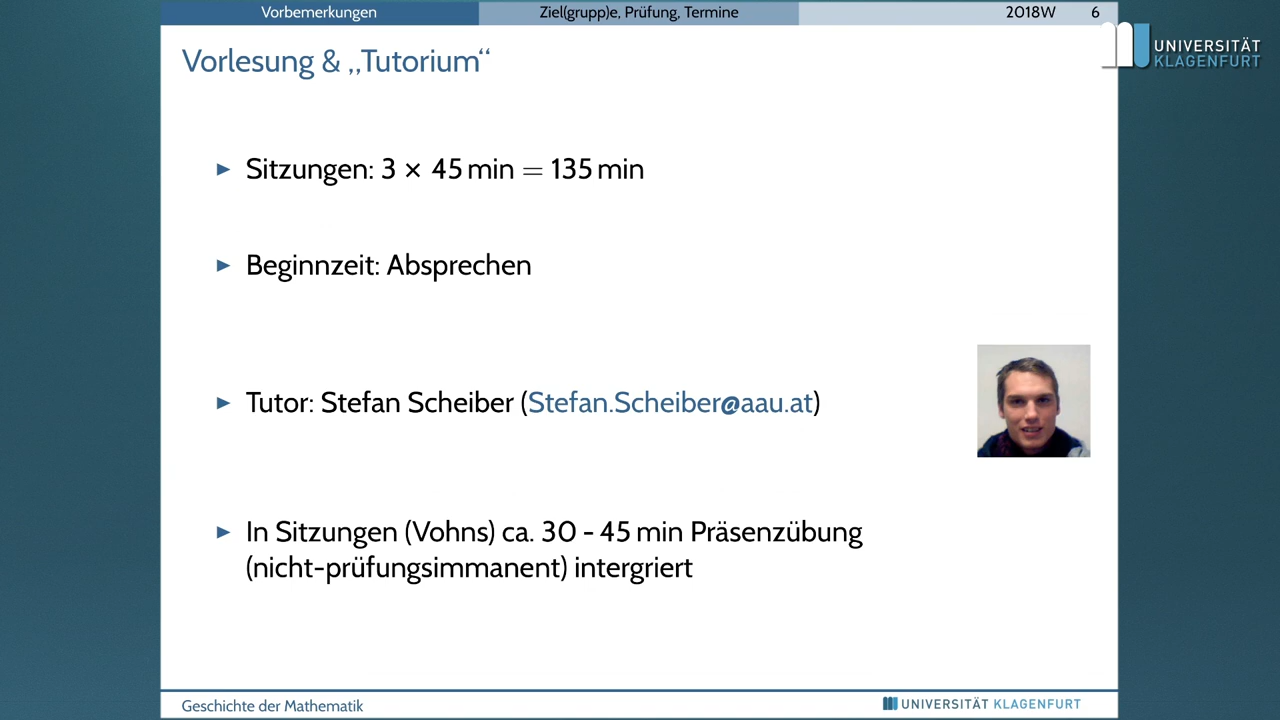 Vorbemerkungen Ziel(grupp)e, Prüfung, Termine 2018W 6
UNIVERSITÄT
KLAGENFURT
Vorlesung & „Tutorium“
Sitzungen: 3 × 45 min = 135 min
Beginnzeit: Absprechen
Tutor: Stefan Scheiber (Stefan.Scheiber@aau.at)
In Sitzungen (Vohns) ca. 30 - 45 min Präsenzübung
(nicht-prüfungsimmanent) intergriert
Geschichte der Mathematik UNIVERSITÄT KLAGENFURT